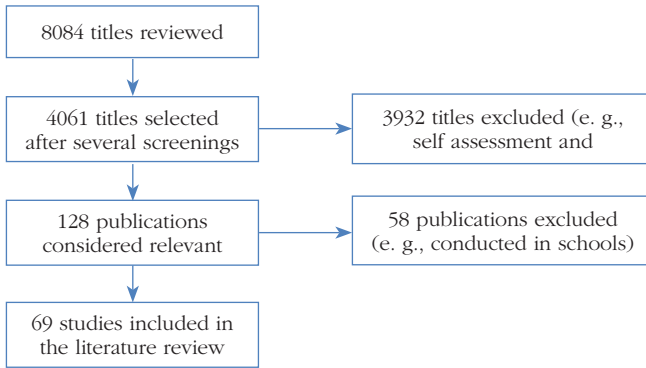 8084 titles reviewed
4061 titles selected
after several screenings
3932 titles excluded (e. g.,
self assessment and
128 publications
considered relevant
58 publications excluded
(e. g., conducted in schools)
69 studies included in
the literature review